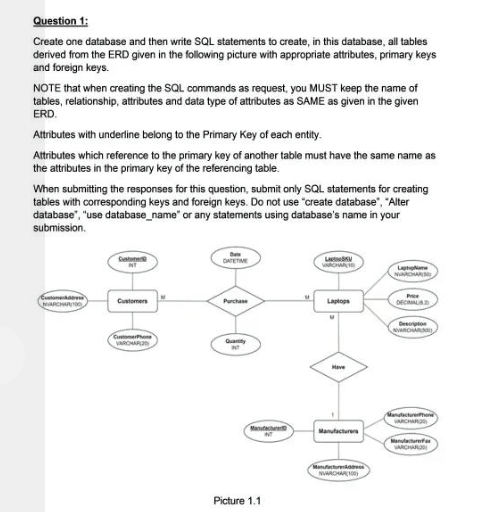 Question 1:
Create one database and then write SQL statements to create, in this database, all tables
derived from the ERD given in the following picture with appropriate attributes, primary keys
and foreign keys.
NOTE that when creating the SQL commands as request, you MUST keep the name of
tables, relationship, attributes and data type of attributes as SAME as given in the given
ERD.
Attributes with underline belong to the Primary Key of each entity.
Attributes which reference to the primary key of another table must have the same name as
the attributes in the primary key of the referencing table.
When submitting the responses for this question, submit only SQL statements for creating
tables with corresponding keys and foreign keys. Do not use "create database", "Alter
database", "use database_name" or any statements using database's name in your
submission.
CustomerID
INT
Date
DATETIME
LaptopSKU
VARCHAR(10)
LaptopName
NVARCHAR(50)
CustomerAddress
NVARCHAR(100)
Customers
M
Purchase
M
Laptops
Price
DECIMAL(8.2)
M
Description
NVARCHAR(500)
CustomerPhone
VARCHAR(20)
Quantity
INT
Have
1
ManufacturerPhone
VARCHAR(20)
ManufacturerID
INT
Manufacturers
ManufacturerFax
VARCHAR(20)
ManufacturerAddress
NVARCHAR(100)
Picture 1.1